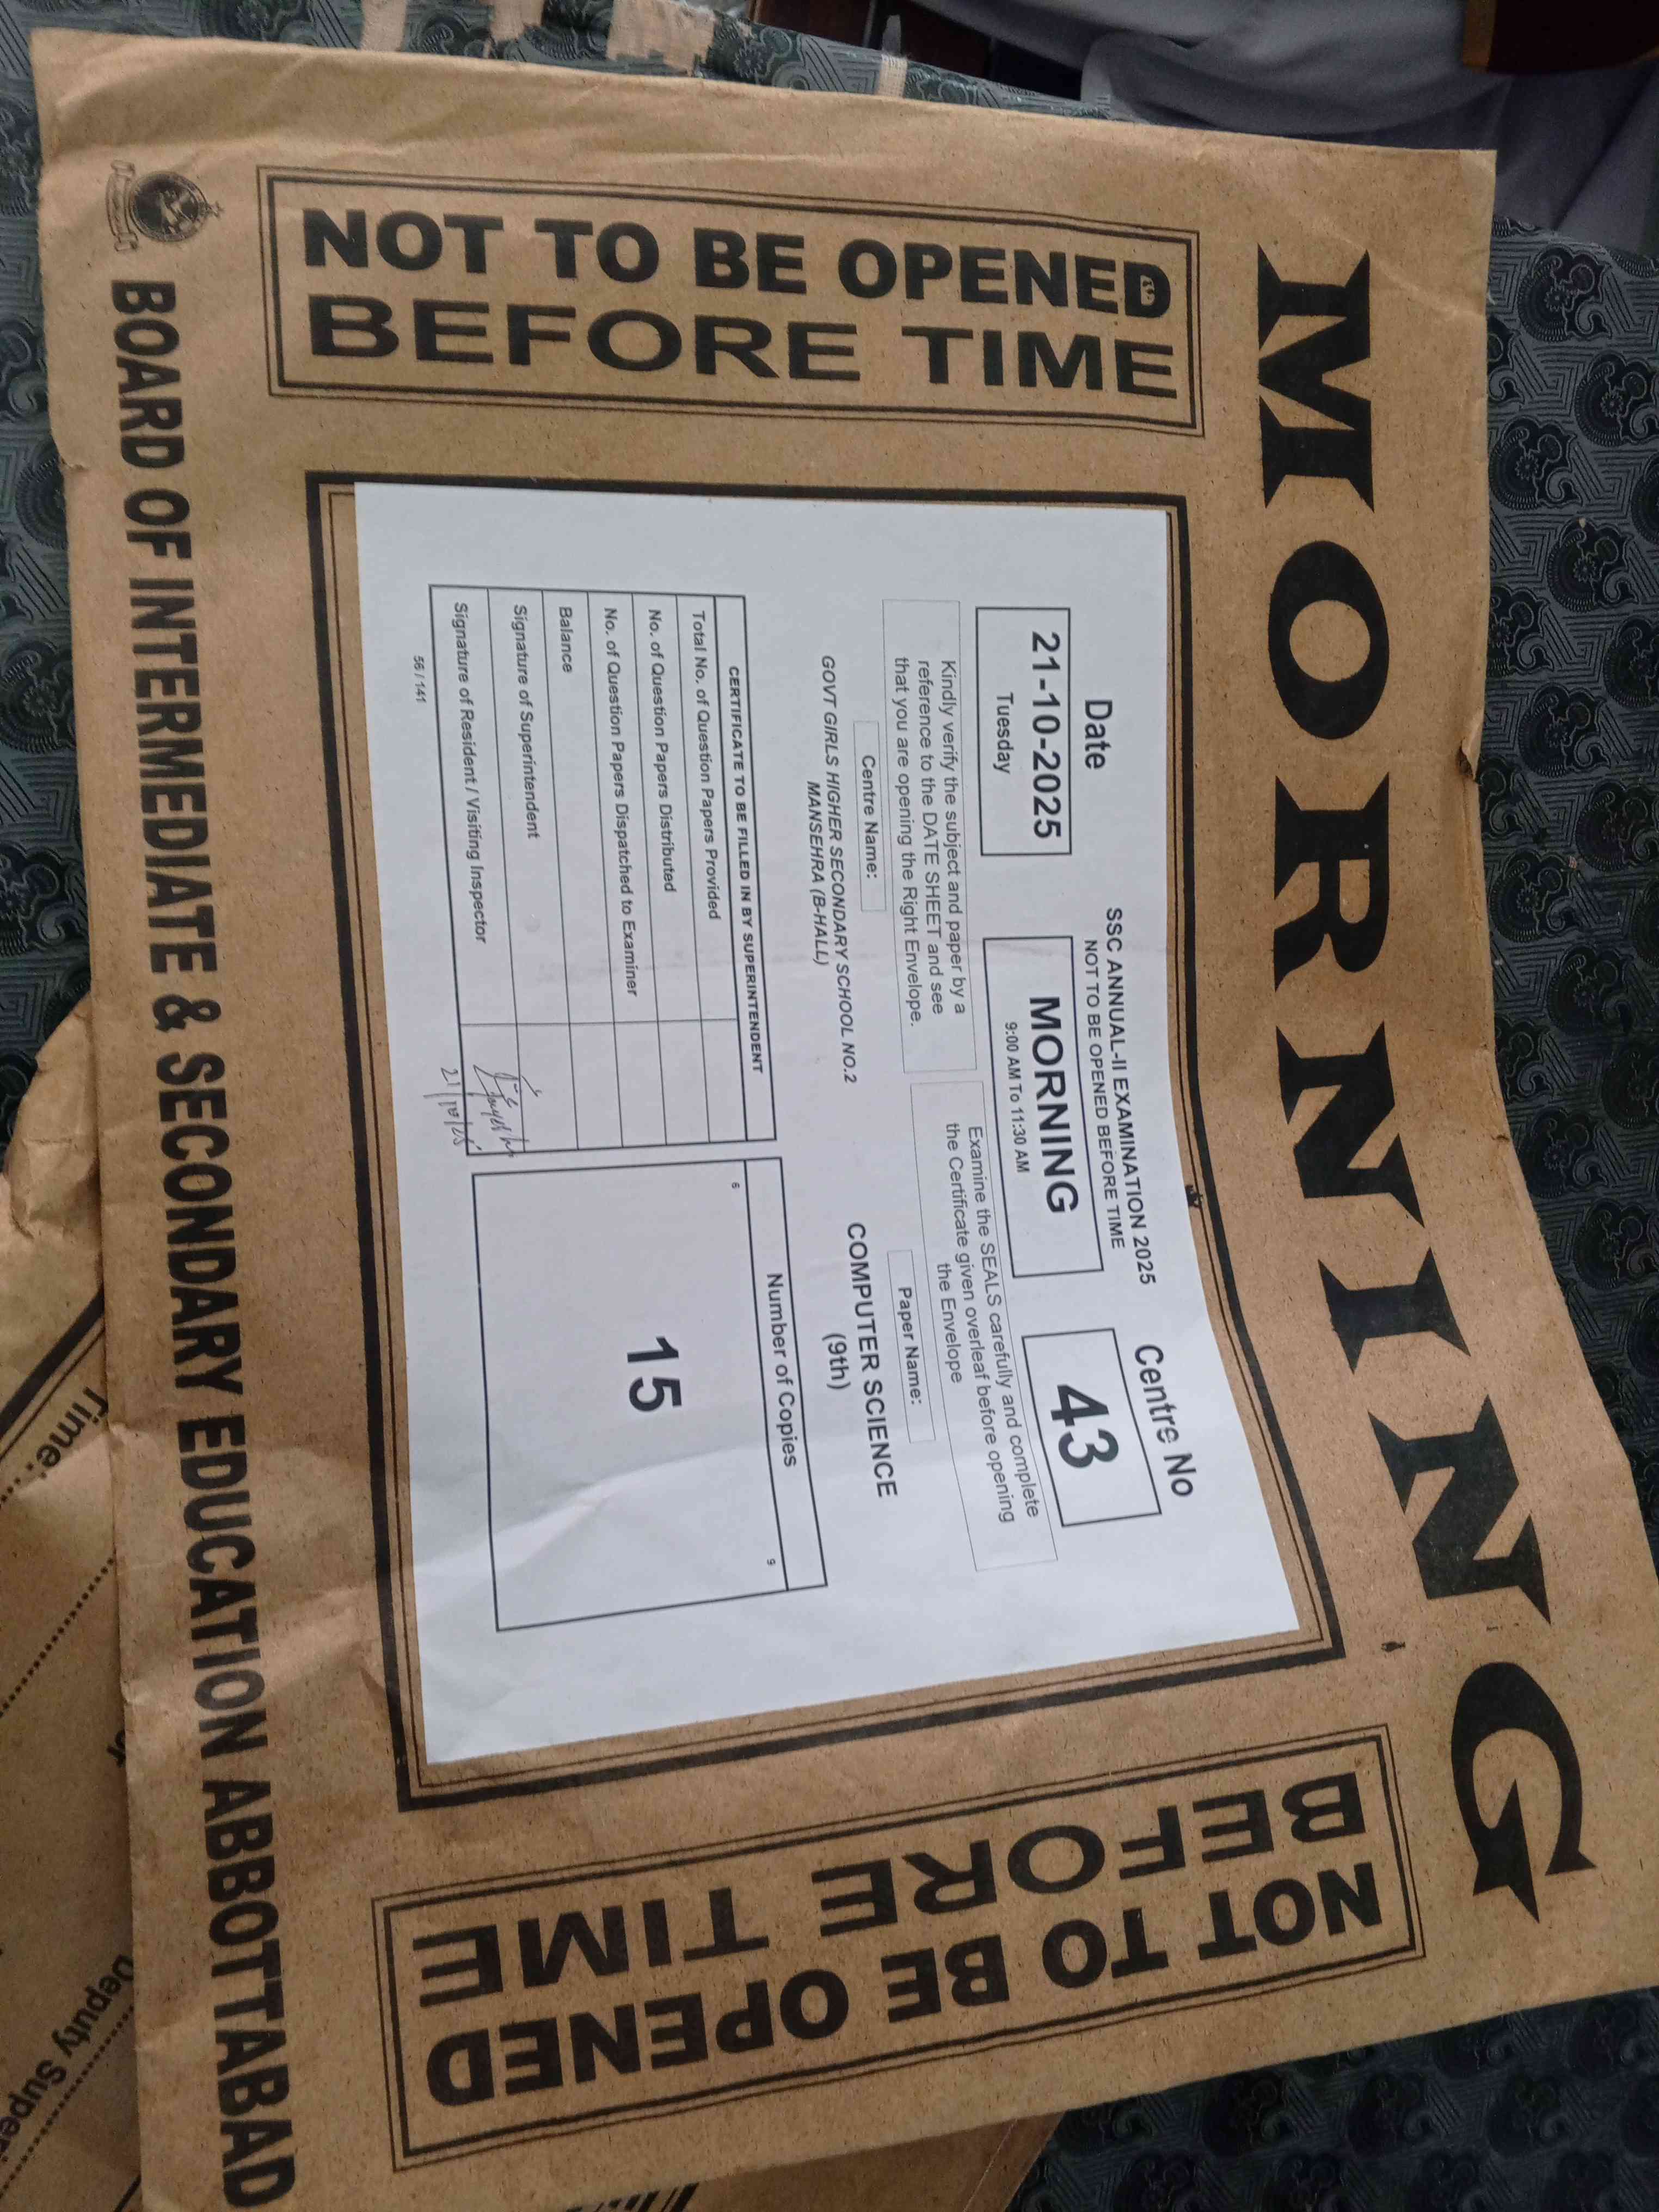 MORNING
NOT TO BE OPENED
BEFORE TIME
Date
21-10-2025
Tuesday
SSC ANNUAL-II EXAMINATION 2025
NOT TO BE OPENED BEFORE TIME
MORNING
9:00 AM To 11:30 AM
Centre No
43
Kindly verify the subject and paper by a
reference to the DATE SHEET and see
that you are opening the Right Envelope.
Examine the SEALS carefully and complete
the Certificate given overleaf before opening
the Envelope
Centre Name:
GOVT GIRLS HIGHER SECONDARY SCHOOL NO.2
MANSEHRA (B-HALL)
Paper Name:
COMPUTER SCIENCE
(9th)
CERTIFICATE TO BE FILLED IN BY SUPERINTENDENT
Total No. of Question Papers Provided
No. of Question Papers Distributed
No. of Question Papers Dispatched to Examiner
Balance
Signature of Superintendent
Signature of Resident / Visiting Inspector
21/10/25
56 / 141
Number of Copies
6
9
15
NOT TO BE OPENED
BEFORE TIME
BOARD OF INTERMEDIATE & SECONDARY EDUCATION ABBOTTABAD
Time:
Deputy